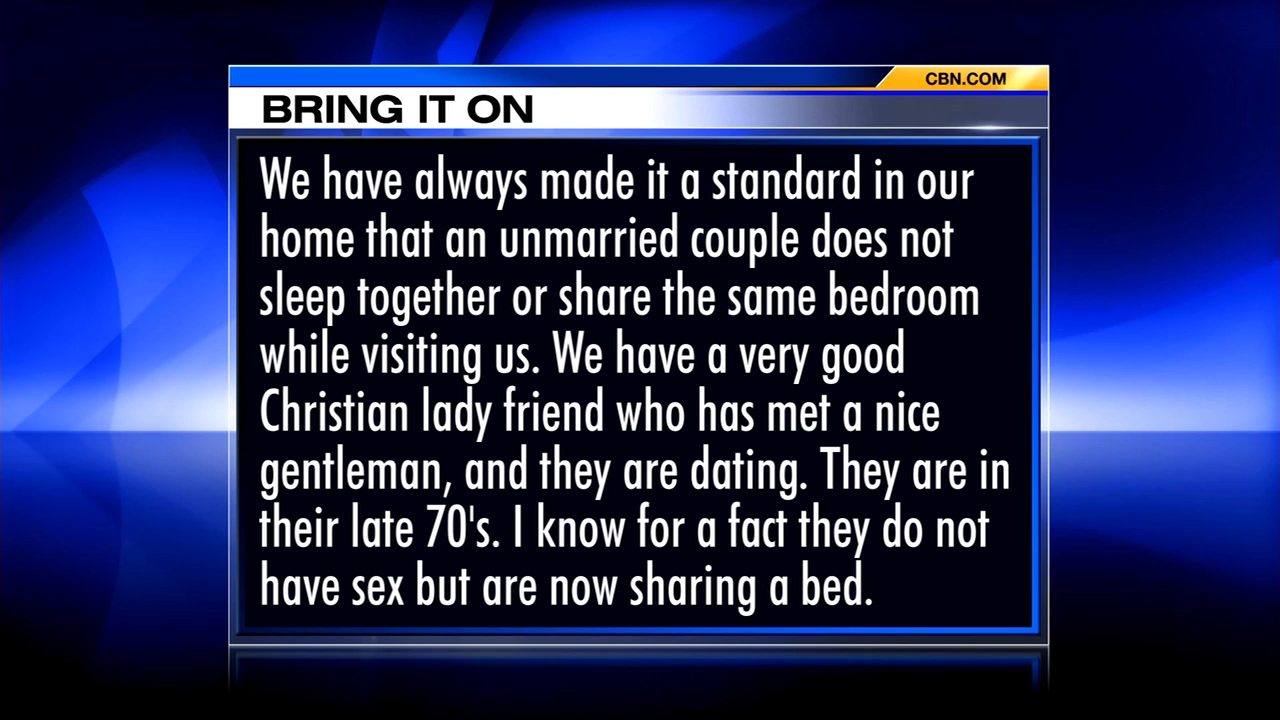 CBN.COM
BRING IT ON
We have always made it a standard in our
home that an unmarried couple does not
sleep together or share the same bedroom
while visiting us. We have a very good
Christian lady friend who has met a nice
gentleman, and they are dating. They are in
their late 70's. I know for a fact they do not
have sex but are now sharing a bed.